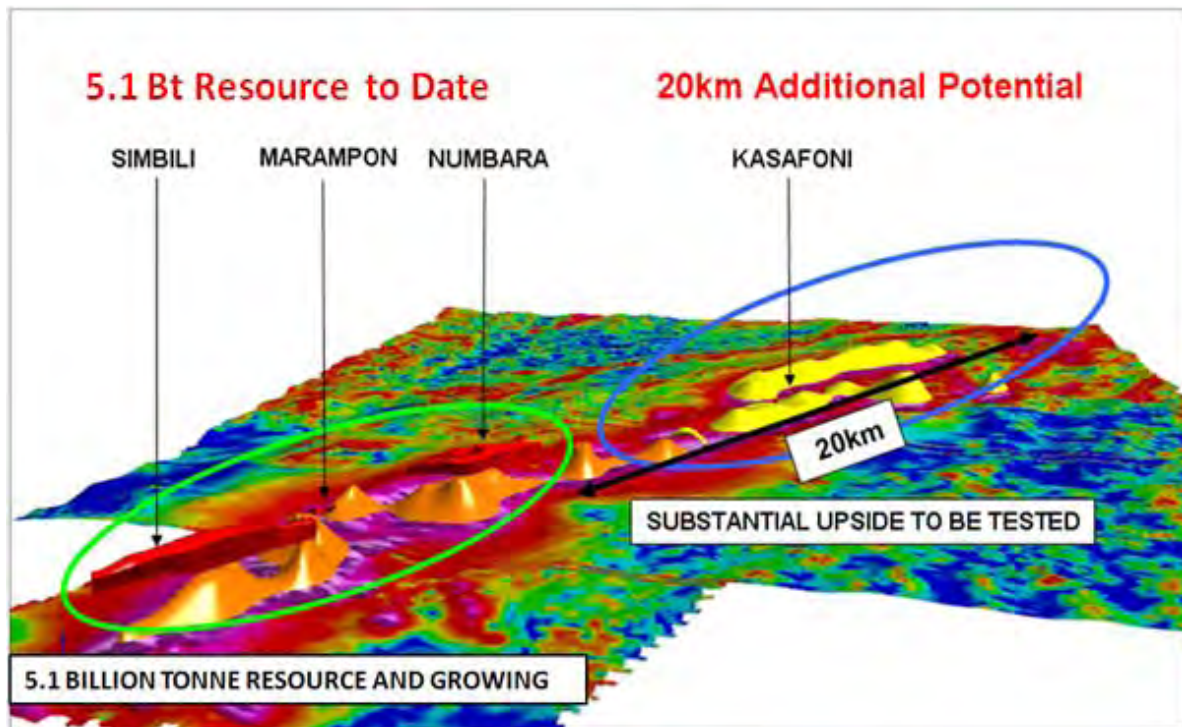 5.1 Bt Resource to Date
20km Additional Potential
SIMBILI
MARAMPON
NUMBARA
KASAFONI
20km
SUBSTANTIAL UPSIDE TO BE TESTED
5.1 BILLION TONNE RESOURCE AND GROWING